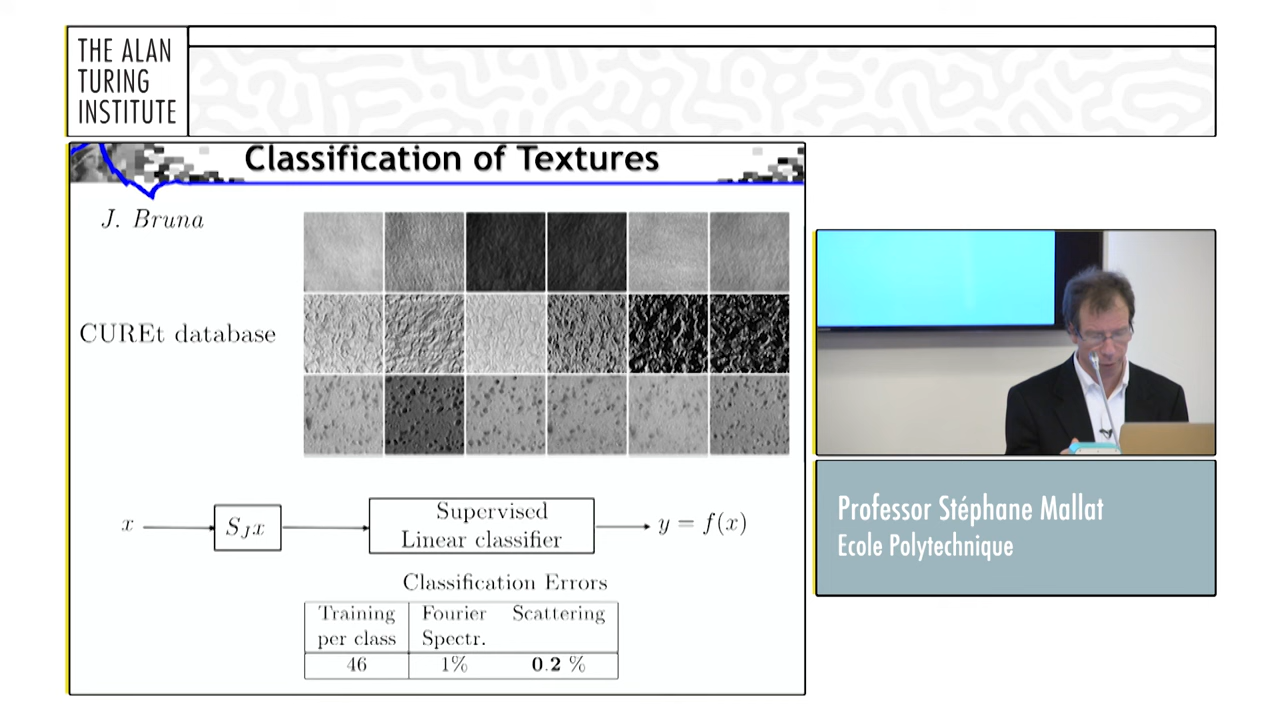 THE ALAN
TURING
INSTITUTE
Classification of Textures
J. Bruna
CUREt database
x
S_J x
Supervised
Linear classifier
y = f(x)
Classification Errors
Training per class
Fourier Spectr.
Scattering
46
1%
0.2 %
Professor Stéphane Mallat
Ecole Polytechnique